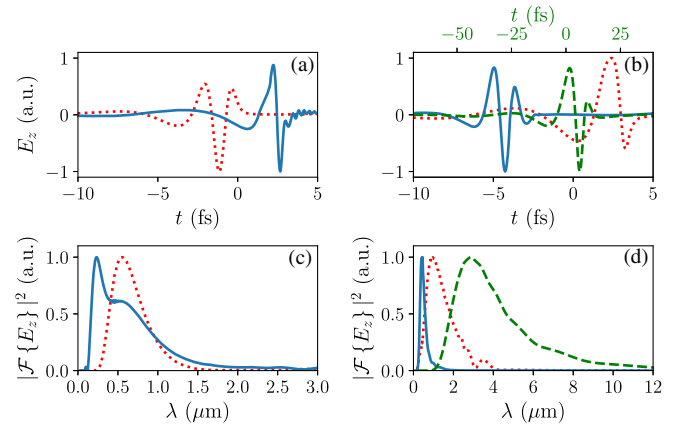 t (fs)
−50 −25 0 25
(a) (b)
1
0
−1
E_z (a.u.)
−10 −5 0 5
t (fs)
1
0
−1
−10 −5 0 5
t (fs)
(c) (d)
1.0
0.5
0.0
|F{E_z}|² (a.u.)
0.0 0.5 1.0 1.5 2.0 2.5 3.0
λ (μm)
1.0
0.5
0.0
|F{E_z}|² (a.u.)
0 2 4 6 8 10 12
λ (μm)